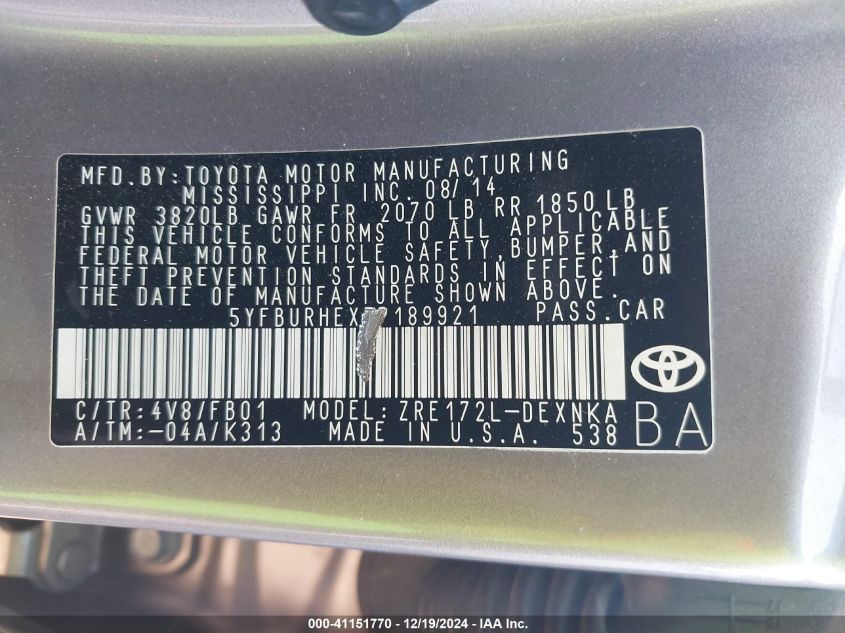 MFD.BY:TOYOTA MOTOR MANUFACTURING
MISSISSIPPI INC. 08/14
GVWR 3820LB GAWR FR 2070 LB RR 1850 LB
THIS VEHICLE CONFORMS TO ALL APPLICABLE
FEDERAL MOTOR VEHICLE SAFETY,BUMPER,AND
THEFT PREVENTION STANDARDS IN EFFECT ON
THE DATE OF MANUFACTURE SHOWN ABOVE.
PASS.CAR
C/TR:4V8/FB01 MODEL: ZRE172L-DEXNKA
A/TM:-04A/K313 MADE IN U.S.A. 538 BA
000-41151770 - 12/19/2024 - IAA Inc.